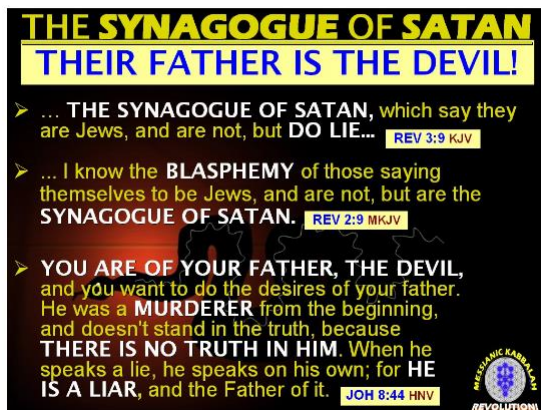 THE SYNAGOGUE OF SATAN
THEIR FATHER IS THE DEVIL!
➢ ... THE SYNAGOGUE OF SATAN, which say they
are Jews, and are not, but DO LIE... REV 3:9 KJV
➢ ... I know the BLASPHEMY of those saying
themselves to be Jews, and are not, but are the
SYNAGOGUE OF SATAN. REV 2:9 MKJV
➢ YOU ARE OF YOUR FATHER, THE DEVIL,
and you want to do the desires of your father.
He was a MURDERER from the beginning,
and doesn't stand in the truth, because
THERE IS NO TRUTH IN HIM. When he
speaks a lie, he speaks on his own; for HE
IS A LIAR, and the Father of it. JOH 8:44 HNV
MESSIANIC KABBALAH
REVOLUTION!